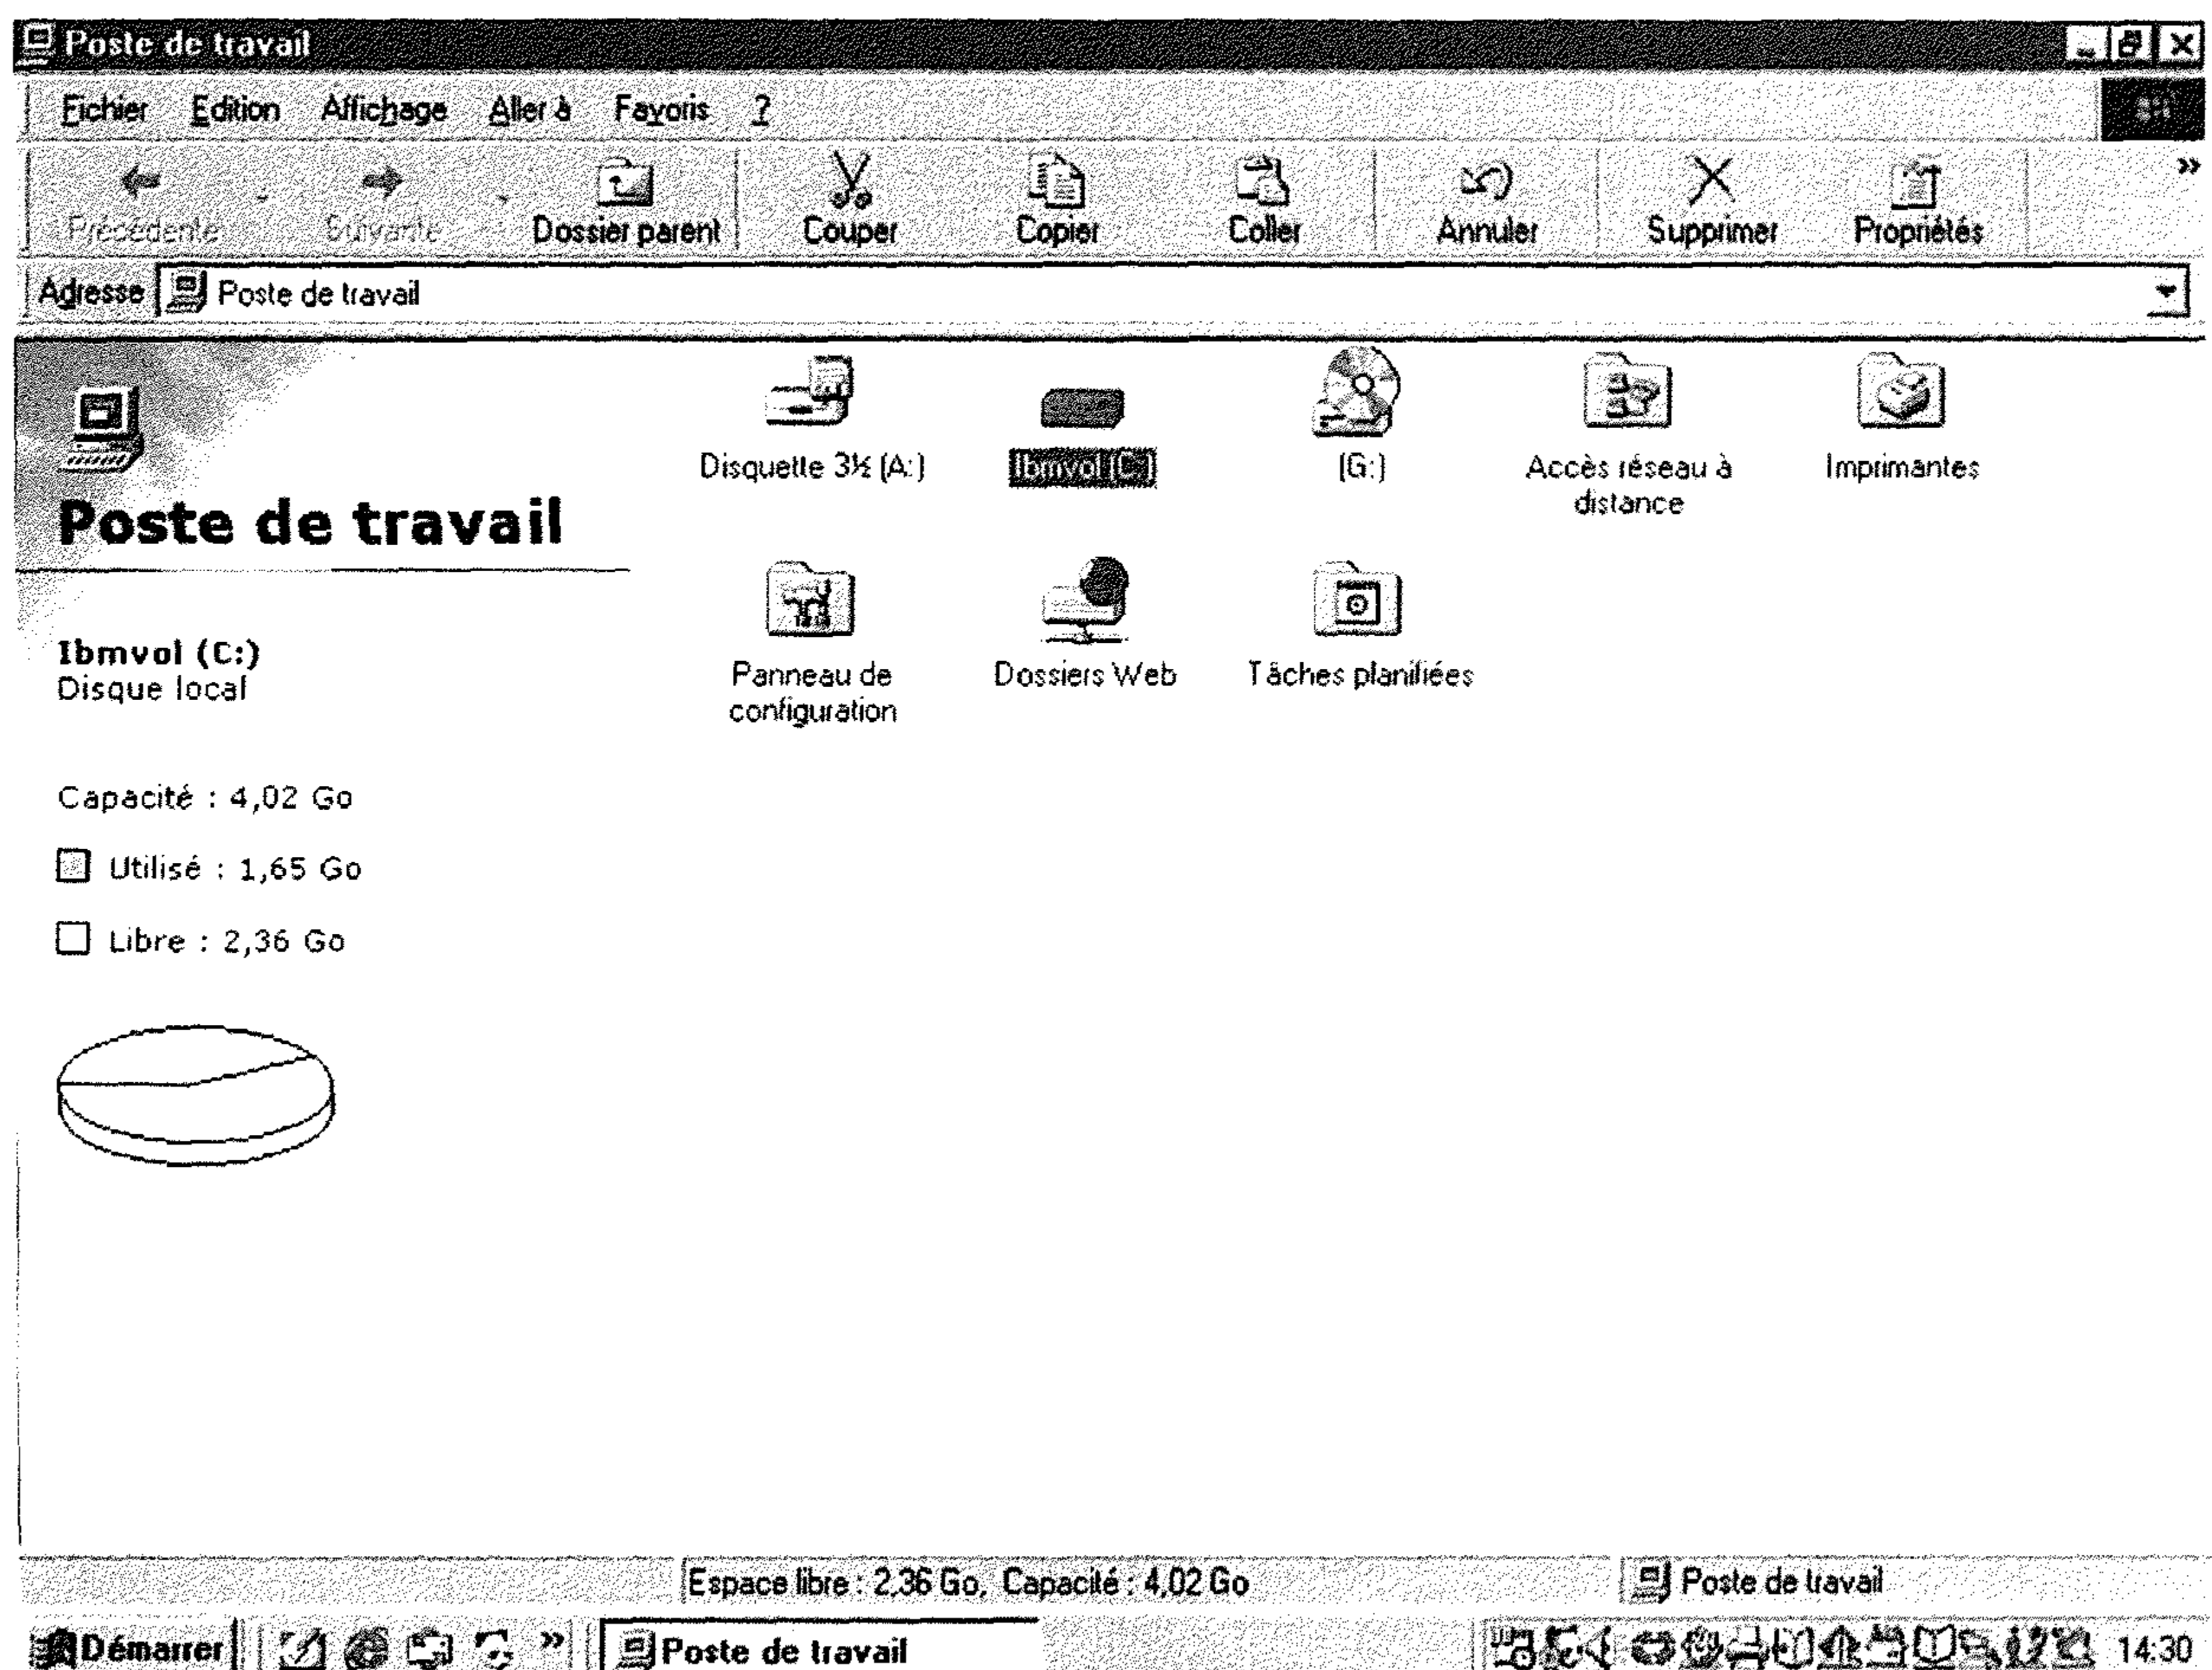 Poste de travail
Fichier Edition Affichage Aller à Favoris ?
Précédente Suivante Dossier parent Couper Copier Coller Annuler Supprimer Propriétés »
Adresse Poste de travail
Disquette 3½ (A:) Ibmvol (C:) (G:) Accès réseau à distance Imprimantes
Poste de travail
Panneau de configuration Dossiers Web Tâches planifiées
Ibmvol (C:)
Disque local
Capacité : 4,02 Go
Utilisé : 1,65 Go
Libre : 2,36 Go
Espace libre : 2,36 Go, Capacité : 4,02 Go Poste de travail
Démarrer » Poste de travail 14:30